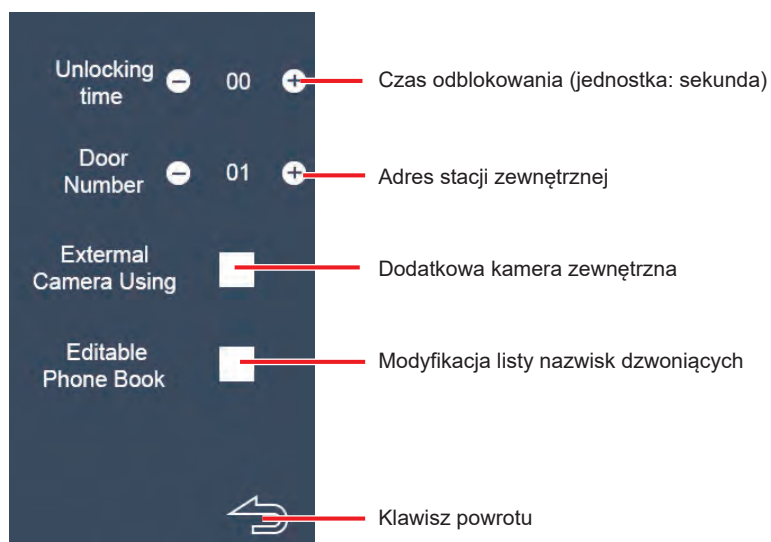 Unlocking
time
00
Czas odblokowania (jednostka: sekunda)
Door
Number
01
Adres stacji zewnętrznej
Extermal
Camera Using
Dodatkowa kamera zewnętrzna
Editable
Phone Book
Modyfikacja listy nazwisk dzwoniących
Klawisz powrotu